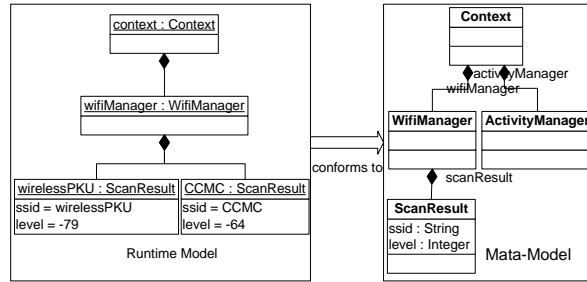 context : Context
wifiManager : WifiManager
wirelessPKU : ScanResult
ssid = wirelessPKU
level = -79
CCMC : ScanResult
ssid = CCMC
level = -64
Runtime Model
conforms to
Context
activityManager
wifiManager
WifiManager
ActivityManager
scanResult
ScanResult
ssid : String
level : Integer
Mata-Model